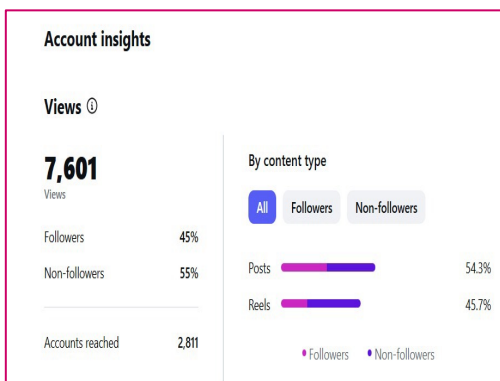 Account insights
Views
7,601
Views
Followers 45%
Non-followers 55%
Accounts reached 2,811
By content type
All Followers Non-followers
Posts 54.3%
Reels 45.7%
Followers Non-followers